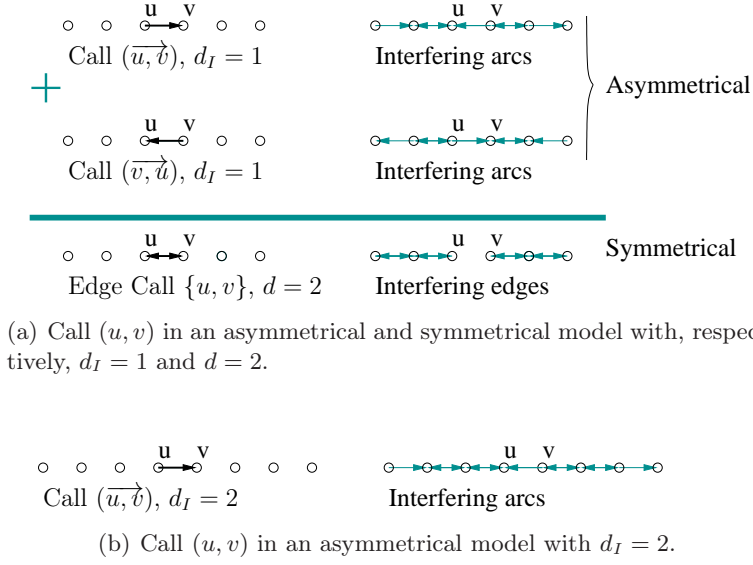 u v
Call $(\overrightarrow{u,v})$, $d_I = 1$
Interfering arcs
+
Asymmetrical
u v
u v
Call $(\overrightarrow{v,u})$, $d_I = 1$
Interfering arcs
u v
u v
Symmetrical
Edge Call $\{u, v\}$, $d = 2$
Interfering edges
(a) Call $(u, v)$ in an asymmetrical and symmetrical model with, respec
tively, $d_I = 1$ and $d = 2$.
u v
u v
Call $(\overrightarrow{u,v})$, $d_I = 2$
Interfering arcs
(b) Call $(u, v)$ in an asymmetrical model with $d_I = 2$.